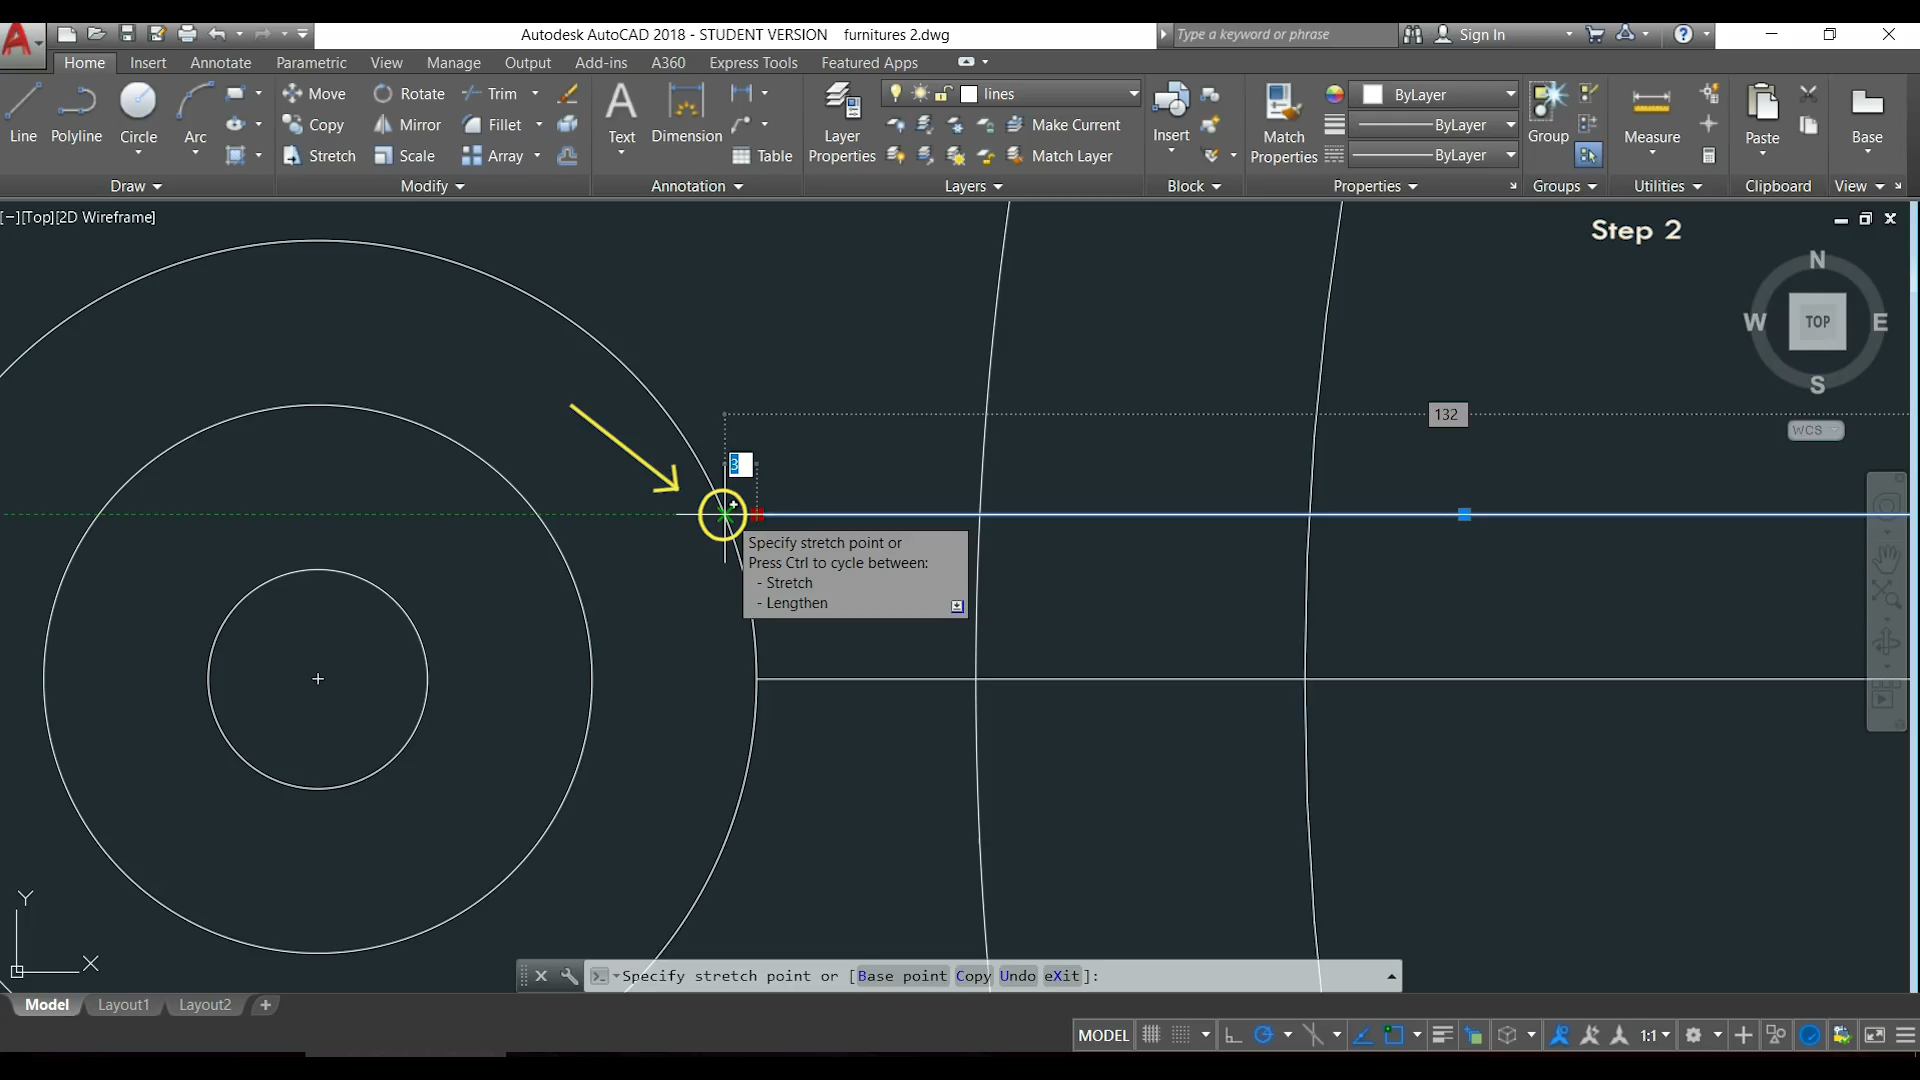 Autodesk AutoCAD 2018 - STUDENT VERSION furnitures 2.dwg
Type a keyword or phrase
Sign In
Home Insert Annotate Parametric View Manage Output Add-ins A360 Express Tools Featured Apps
Line
Polyline
Circle
Arc
Move Rotate Trim
Copy Mirror Fillet
Stretch Scale Array
Text
Dimension
Table
Layer
Properties
lines
Make Current
Match Layer
Insert
Match
Properties
ByLayer
ByLayer
ByLayer
Group
Measure
Paste
Base
Draw Modify Annotation Layers Block Properties Groups Utilities Clipboard View
[−][Top][2D Wireframe]
Step 2
N
W TOP E
S
WCS
132
3
Specify stretch point or
Press Ctrl to cycle between:
- Stretch
- Lengthen
Y
X
Specify stretch point or [Base point Copy Undo eXit]:
Model Layout1 Layout2 +
MODEL 1:1